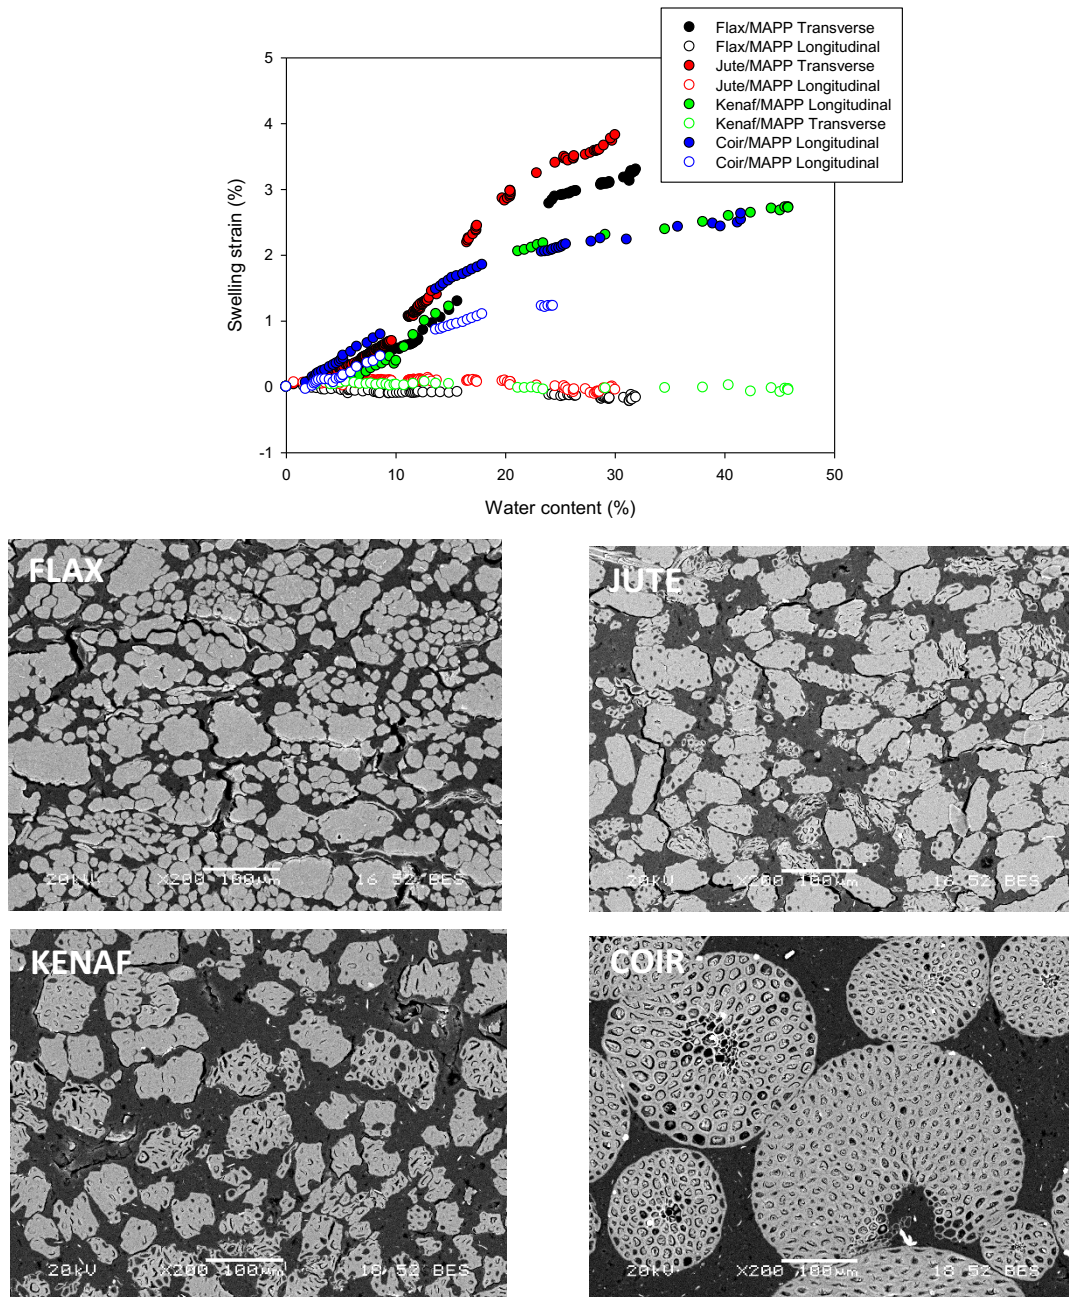 Flax/MAPP Transverse
Flax/MAPP Longitudinal
Jute/MAPP Transverse
Jute/MAPP Longitudinal
Kenaf/MAPP Longitudinal
Kenaf/MAPP Transverse
Coir/MAPP Longitudinal
Coir/MAPP Longitudinal
5
4
3
2
1
0
-1
Swelling strain (%)
0 10 20 30 40 50
Water content (%)
FLAX
20kV X200 100µm 16 52 BES
JUTE
20kV X200 100µm 16 52 BES
KENAF
20kV X200 100µm 18 52 BES
COIR
20kV X200 100µm 18 52 BES